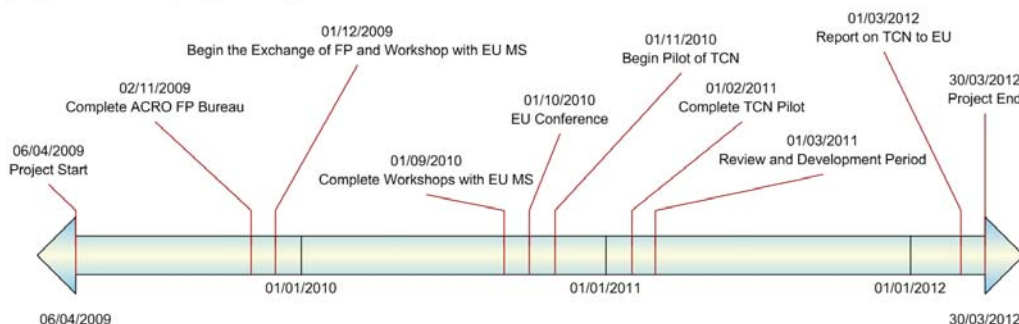 06/04/2009
Project Start
02/11/2009
Complete ACRO FP Bureau
01/12/2009
Begin the Exchange of FP and Workshop with EU MS
01/09/2010
Complete Workshops with EU MS
01/10/2010
EU Conference
01/11/2010
Begin Pilot of TCN
01/02/2011
Complete TCN Pilot
01/03/2011
Review and Development Period
01/03/2012
Report on TCN to EU
30/03/2012
Project End
01/01/2010
01/01/2011
01/01/2012
06/04/2009
30/03/2012